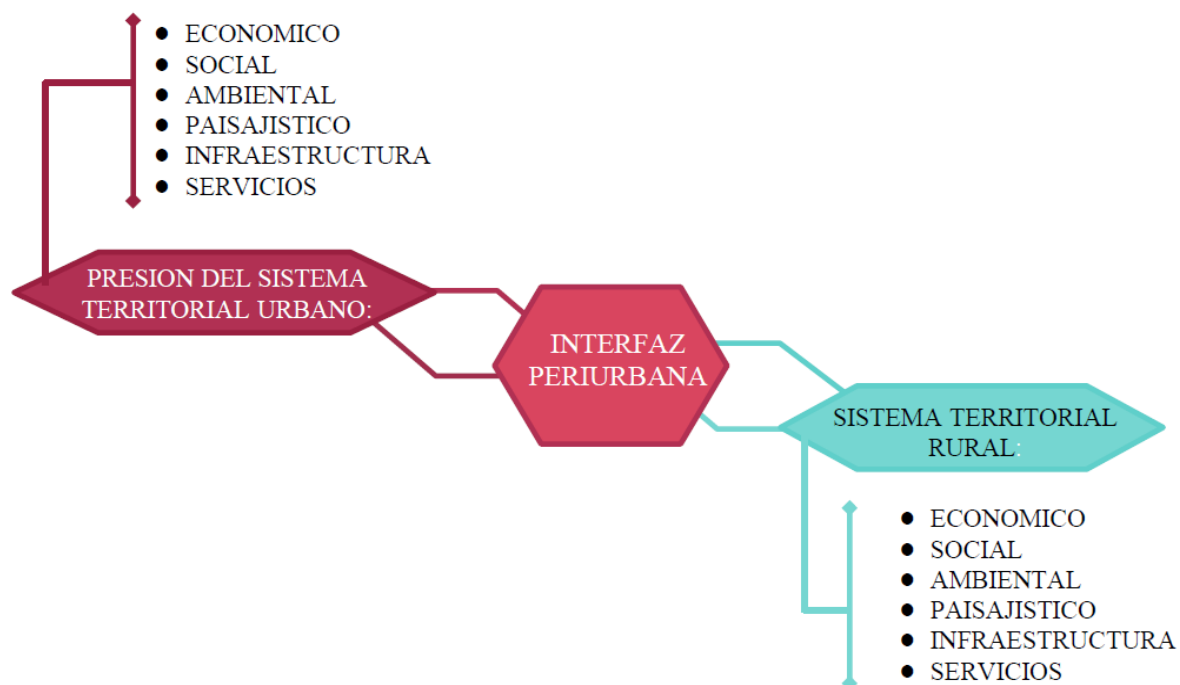 ● ECONOMICO
● SOCIAL
● AMBIENTAL
● PAISAJISTICO
● INFRAESTRUCTURA
● SERVICIOS
PRESION DEL SISTEMA
TERRITORIAL URBANO:
INTERFAZ
PERIURBANA
SISTEMA TERRITORIAL
RURAL:
● ECONOMICO
● SOCIAL
● AMBIENTAL
● PAISAJISTICO
● INFRAESTRUCTURA
● SERVICIOS